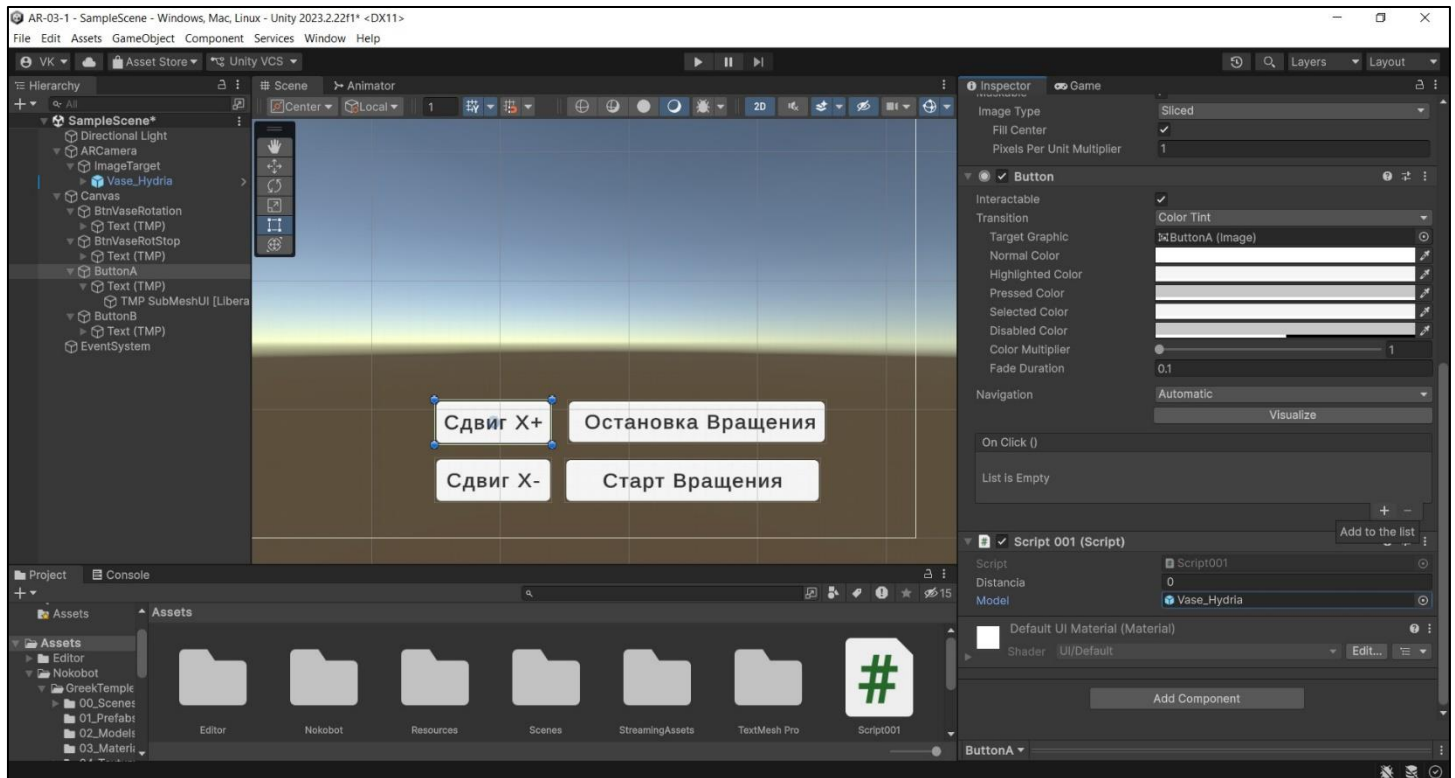 AR-03-1 - SampleScene - Windows, Mac, Linux - Unity 2023.2.22f1* <DX11>
File Edit Assets GameObject Component Services Window Help
VK Asset Store Unity VCS Layers Layout
Hierarchy
All
SampleScene*
Directional Light
ARCamera
ImageTarget
Vase_Hydria
Canvas
BtnVaseRotation
Text (TMP)
BtnVaseRotStop
Text (TMP)
ButtonA
Text (TMP)
TMP SubMeshUI [Libera
ButtonB
Text (TMP)
EventSystem
Scene Animator
Center Local 1 2D
Сдвиг X+ Остановка Вращения
Сдвиг X- Старт Вращения
Inspector Game
Maskable
Image Type Sliced
Fill Center
Pixels Per Unit Multiplier 1
Button
Interactable
Transition Color Tint
Target Graphic ButtonA (Image)
Normal Color
Highlighted Color
Pressed Color
Selected Color
Disabled Color
Color Multiplier 1
Fade Duration 0.1
Navigation Automatic
Visualize
On Click ()
List is Empty
+ −
Add to the list
# Script 001 (Script)
Script Script001
Distancia 0
Model Vase_Hydria
Default UI Material (Material)
Shader UI/Default Edit...
Add Component
ButtonA
Project Console
15
Assets
Assets
Editor
Nokobot
GreekTemple
00_Scenes
01_Prefabs
02_Models
03_Materia
Assets
#
Editor Nokobot Resources Scenes StreamingAssets TextMesh Pro Script001